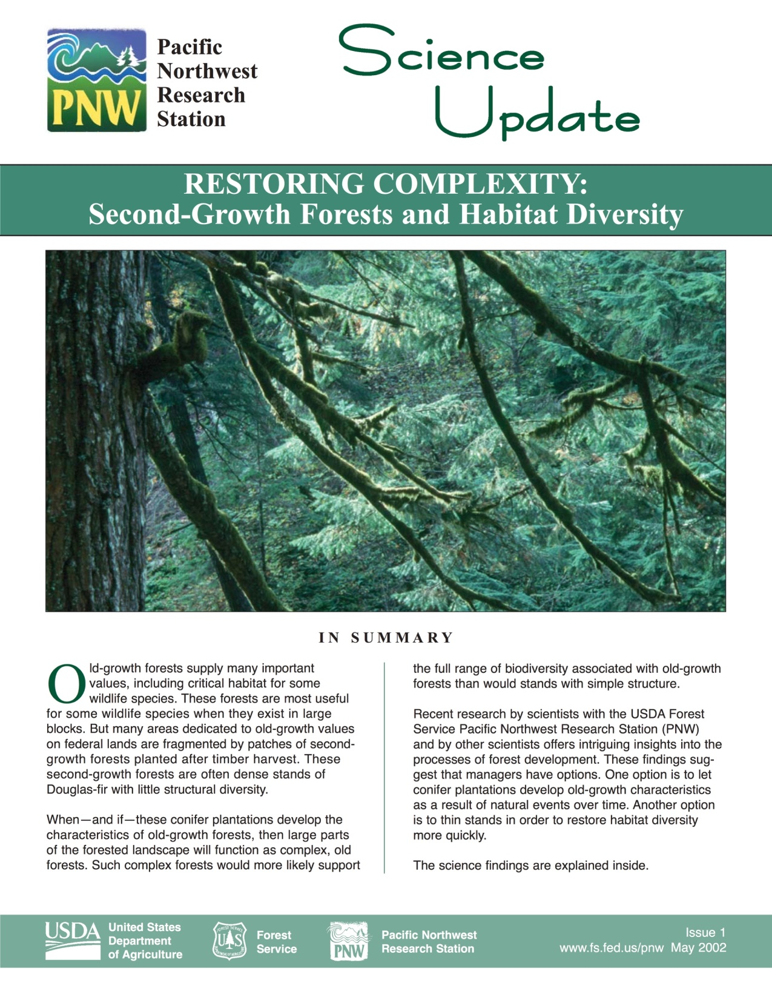 PNW
Pacific
Northwest
Research
Station
Science
Update
RESTORING COMPLEXITY:
Second-Growth Forests and Habitat Diversity
IN SUMMARY
Old-growth forests supply many important
values, including critical habitat for some
wildlife species. These forests are most useful
for some wildlife species when they exist in large
blocks. But many areas dedicated to old-growth values
on federal lands are fragmented by patches of second-
growth forests planted after timber harvest. These
second-growth forests are often dense stands of
Douglas-fir with little structural diversity.
When—and if—these conifer plantations develop the
characteristics of old-growth forests, then large parts
of the forested landscape will function as complex, old
forests. Such complex forests would more likely support
the full range of biodiversity associated with old-growth
forests than would stands with simple structure.
Recent research by scientists with the USDA Forest
Service Pacific Northwest Research Station (PNW)
and by other scientists offers intriguing insights into the
processes of forest development. These findings sug-
gest that managers have options. One option is to let
conifer plantations develop old-growth characteristics
as a result of natural events over time. Another option
is to thin stands in order to restore habitat diversity
more quickly.
The science findings are explained inside.
USDA
United States
Department
of Agriculture
FOREST SERVICE
U S
DEPARTMENT OF AGRICULTURE
Forest
Service
PNW
Pacific Northwest
Research Station
Issue 1
www.fs.fed.us/pnw May 2002